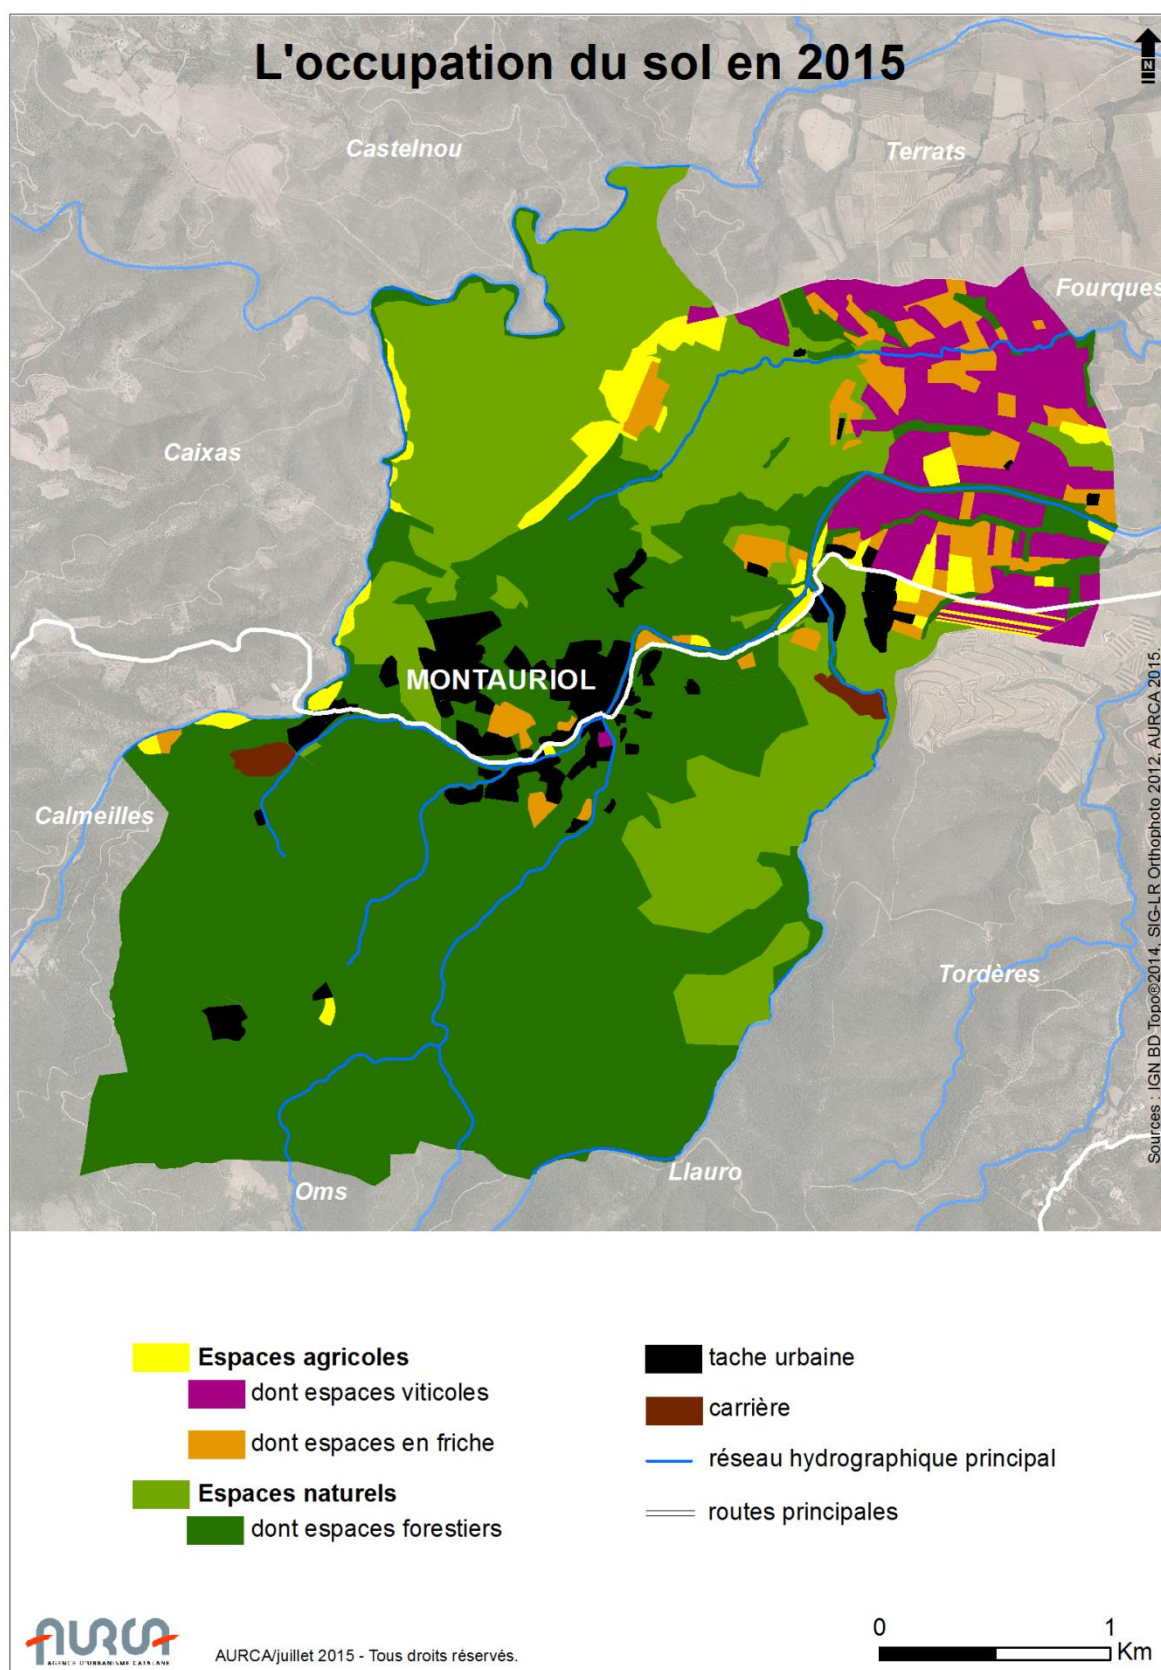 L'occupation du sol en 2015
N
Castelnou
Terrats
Fourques
Caixas
MONTAURIOL
Calmeilles
Tordères
Llauro
Oms
Sources : IGN BD Topo®2014, SIG-LR Orthophoto 2012, AURCA 2015.
Espaces agricoles
dont espaces viticoles
dont espaces en friche
Espaces naturels
dont espaces forestiers
tache urbaine
carrière
réseau hydrographique principal
routes principales
AURCA
AGENCE D'URBANISME CATALANE
AURCA/juillet 2015 - Tous droits réservés.
0 1
Km